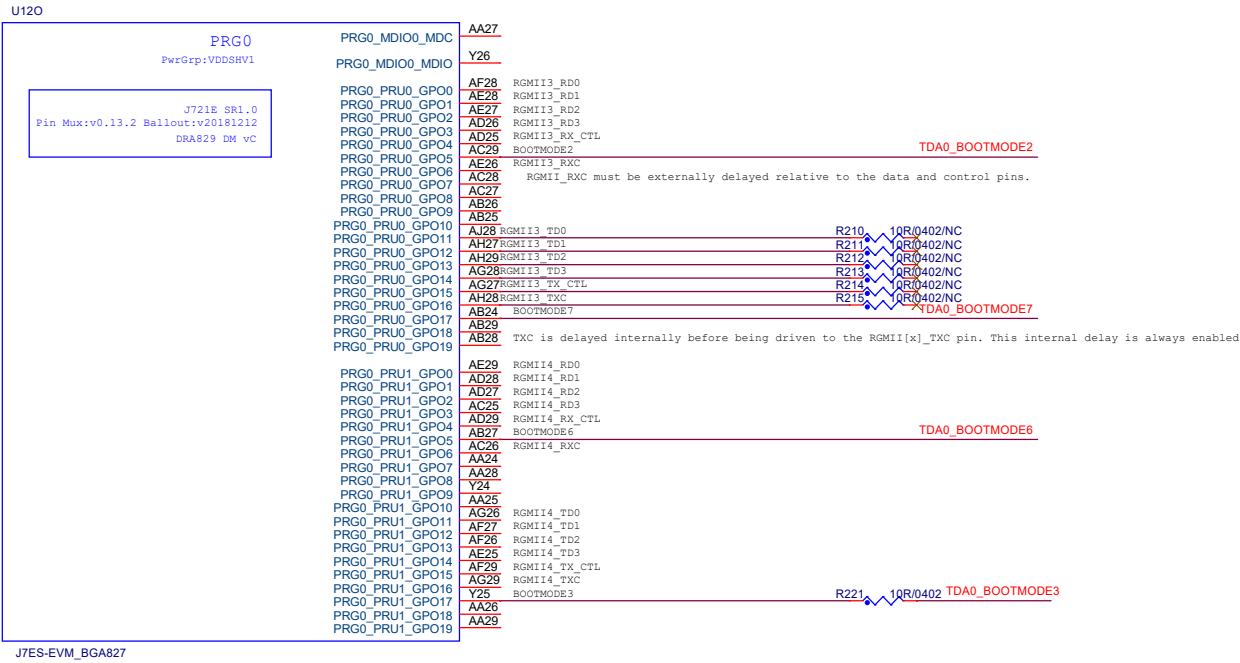 U12O
PRG0
PwrGrp:VDDSHV1
J721E SR1.0
Pin Mux:v0.13.2 Ballout:v20181212
DRA829 DM vC
PRG0_MDIO0_MDC AA27
PRG0_MDIO0_MDIO Y26
PRG0_PRU0_GPO0 AF28 RGMII3_RD0
PRG0_PRU0_GPO1 AE28 RGMII3_RD1
PRG0_PRU0_GPO2 AE27 RGMII3_RD2
PRG0_PRU0_GPO3 AD26 RGMII3_RD3
PRG0_PRU0_GPO4 AD25 RGMII3_RX_CTL
PRG0_PRU0_GPO5 AC29 BOOTMODE2 TDA0_BOOTMODE2
PRG0_PRU0_GPO6 AE26 RGMII3_RXC
PRG0_PRU0_GPO7 AC28 RGMII_RXC must be externally delayed relative to the data and control pins.
PRG0_PRU0_GPO8 AC27
PRG0_PRU0_GPO9 AB26
PRG0_PRU0_GPO10 AB25
PRG0_PRU0_GPO11 AJ28 RGMII3_TD0 R210 10R/0402/NC
PRG0_PRU0_GPO12 AH27 RGMII3_TD1 R211 10R/0402/NC
PRG0_PRU0_GPO13 AH29 RGMII3_TD2 R212 10R/0402/NC
PRG0_PRU0_GPO14 AG28 RGMII3_TD3 R213 10R/0402/NC
PRG0_PRU0_GPO15 AG27 RGMII3_TX_CTL R214 10R/0402/NC
PRG0_PRU0_GPO16 AH28 RGMII3_TXC R215 10R/0402/NC
PRG0_PRU0_GPO17 AB24 BOOTMODE7 TDA0_BOOTMODE7
PRG0_PRU0_GPO18 AB29
PRG0_PRU0_GPO19 AB28 TXC is delayed internally before being driven to the RGMII[x]_TXC pin. This internal delay is always enabled
PRG0_PRU1_GPO0 AE29 RGMII4_RD0
PRG0_PRU1_GPO1 AD28 RGMII4_RD1
PRG0_PRU1_GPO2 AD27 RGMII4_RD2
PRG0_PRU1_GPO3 AC25 RGMII4_RD3
PRG0_PRU1_GPO4 AD29 RGMII4_RX_CTL
PRG0_PRU1_GPO5 AB27 BOOTMODE6 TDA0_BOOTMODE6
PRG0_PRU1_GPO6 AC26 RGMII4_RXC
PRG0_PRU1_GPO7 AA24
PRG0_PRU1_GPO8 AA28
PRG0_PRU1_GPO9 Y24
PRG0_PRU1_GPO10 AA25
PRG0_PRU1_GPO11 AG26 RGMII4_TD0
PRG0_PRU1_GPO12 AF27 RGMII4_TD1
PRG0_PRU1_GPO13 AF26 RGMII4_TD2
PRG0_PRU1_GPO14 AE25 RGMII4_TD3
PRG0_PRU1_GPO15 AF29 RGMII4_TX_CTL
PRG0_PRU1_GPO16 AG29 RGMII4_TXC
PRG0_PRU1_GPO17 Y25 BOOTMODE3 R221 10R/0402 TDA0_BOOTMODE3
PRG0_PRU1_GPO18 AA26
PRG0_PRU1_GPO19 AA29
J7ES-EVM_BGA827